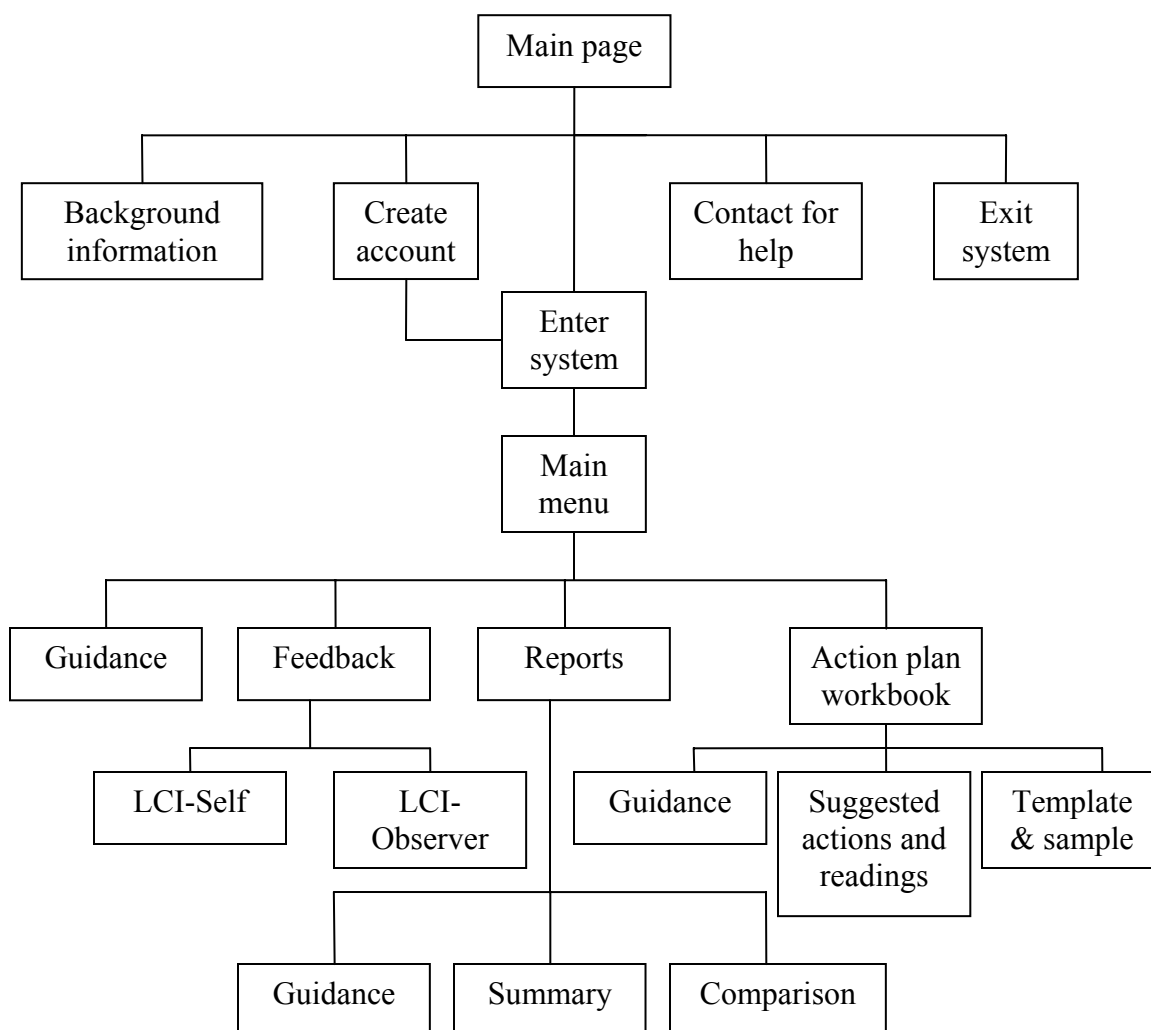 Main page
Background
information
Create
account
Contact for
help
Exit
system
Enter
system
Main
menu
Guidance
Feedback
Reports
Action plan
workbook
LCI-Self
LCI-
Observer
Guidance
Suggested
actions and
readings
Template
& sample
Guidance
Summary
Comparison